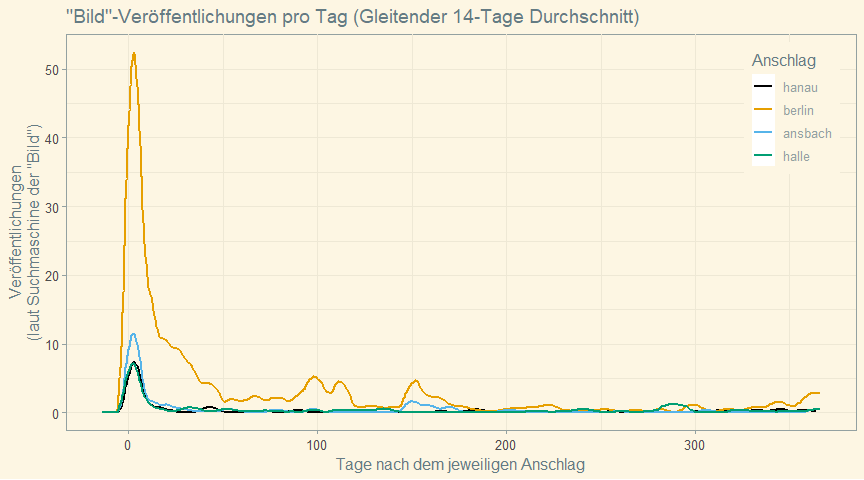 "Bild"-Veröffentlichungen pro Tag (Gleitender 14-Tage Durchschnitt)
Veröffentlichungen
(laut Suchmaschine der "Bild")
50
40
30
20
10
0
Anschlag
hanau
berlin
ansbach
halle
0
100
200
300
Tage nach dem jeweiligen Anschlag